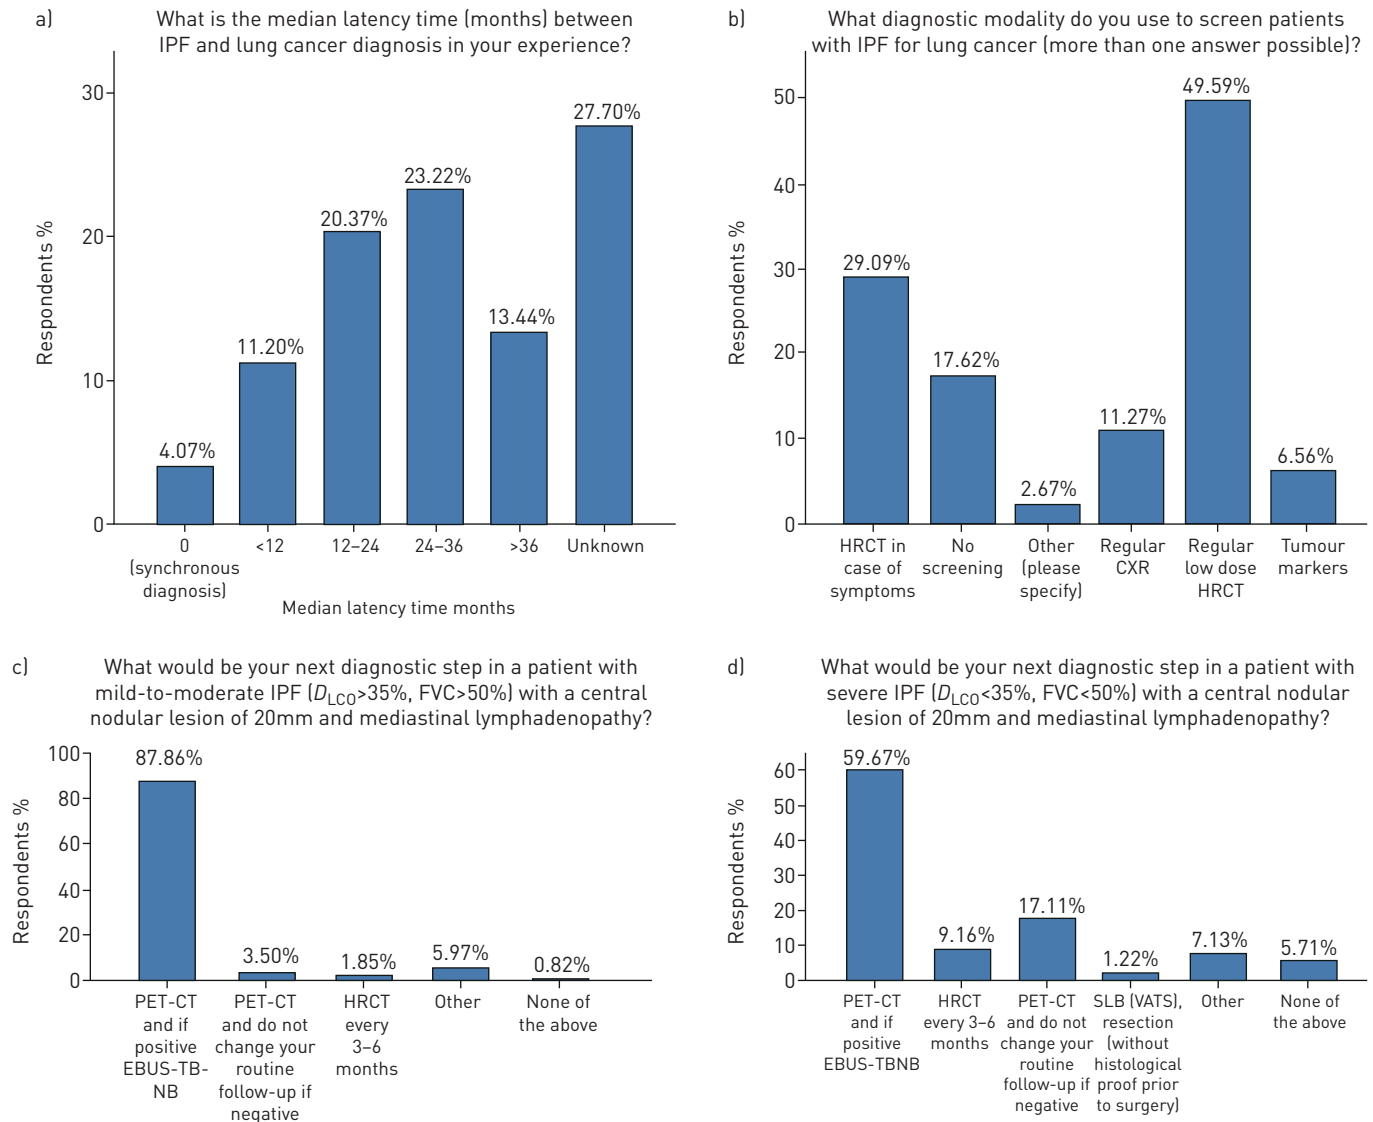 a)
What is the median latency time (months) between
IPF and lung cancer diagnosis in your experience?
Respondents %
30
20
10
0
4.07%
11.20%
20.37%
23.22%
13.44%
27.70%
0
(synchronous
diagnosis)
<12
12–24
24–36
>36
Unknown
Median latency time months
b)
What diagnostic modality do you use to screen patients
with IPF for lung cancer (more than one answer possible)?
Respondents %
50
40
30
20
10
0
29.09%
17.62%
2.67%
11.27%
49.59%
6.56%
HRCT in
case of
symptoms
No
screening
Other
(please
specify)
Regular
CXR
Regular
low dose
HRCT
Tumour
markers
c)
What would be your next diagnostic step in a patient with
mild-to-moderate IPF (DLCO>35%, FVC>50%) with a central
nodular lesion of 20mm and mediastinal lymphadenopathy?
Respondents %
100
80
60
40
20
0
87.86%
3.50%
1.85%
5.97%
0.82%
PET-CT
and if
positive
EBUS-TB-
NB
PET-CT
and do not
change your
routine
follow-up if
negative
HRCT
every
3–6
months
Other
None of
the above
d)
What would be your next diagnostic step in a patient with
severe IPF (DLCO<35%, FVC<50%) with a central nodular
lesion of 20mm and mediastinal lymphadenopathy?
Respondents %
60
50
40
30
20
10
0
59.67%
9.16%
17.11%
1.22%
7.13%
5.71%
PET-CT
and if
positive
EBUS-TBNB
HRCT
every 3–6
months
PET-CT
and do not
change your
routine
follow-up if
negative
SLB (VATS),
resection
(without
histological
proof prior
to surgery)
Other
None of
the above